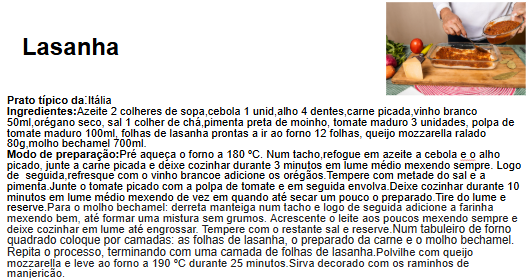 Lasanha
Prato típico da:Itália
Ingredientes:Azeite 2 colheres de sopa,cebola 1 unid,alho 4 dentes,carne picada,vinho branco
50ml,orégano seco, sal 1 colher de chá,pimenta preta de moinho, tomate maduro 3 unidades, polpa de
tomate maduro 100ml, folhas de lasanha prontas a ir ao forno 12 folhas, queijo mozzarella ralado
80g,molho bechamel 700ml.
Modo de preparação:Pré aqueça o forno a 180 ºC. Num tacho,refogue em azeite a cebola e o alho
picado, junte a carne picada e deixe cozinhar durante 3 minutos em lume médio mexendo sempre. Logo
de seguida,refresque com o vinho brancoe adicione os orégãos.Tempere com metade do sal e a
pimenta.Junte o tomate picado com a polpa de tomate e em seguida envolva.Deixe cozinhar durante 10
minutos em lume médio mexendo de vez em quando até secar um pouco o preparado.Tire do lume e
reserve.Para o molho bechamel: derreta manteiga num tacho e logo de seguida adicione a farinha
mexendo bem, até formar uma mistura sem grumos. Acrescente o leite aos poucos mexendo sempre e
deixe cozinhar em lume até engrossar. Tempere com o restante sal e reserve.Num tabuleiro de forno
quadrado coloque por camadas: as folhas de lasanha, o preparado da carne e o molho bechamel.
Repita o processo, terminando com uma camada de folhas de lasanha.Polvilhe com queijo
mozzarella e leve ao forno a 190 ºC durante 25 minutos.Sirva decorado com os raminhos de
manjericão.